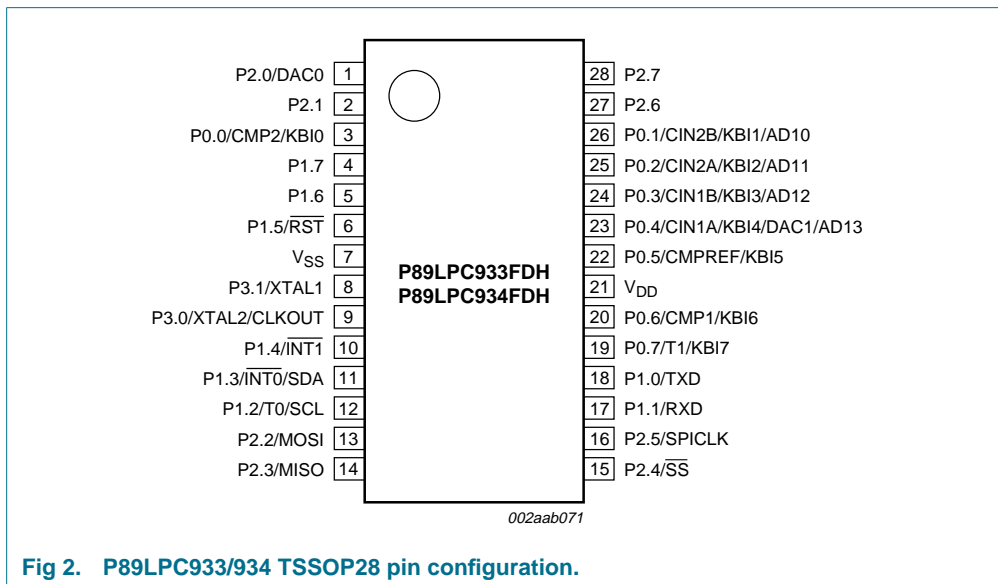 P2.0/DAC0 1
P2.1 2
P0.0/CMP2/KBI0 3
P1.7 4
P1.6 5
P1.5/R̅S̅T̅ 6
VSS 7
P3.1/XTAL1 8
P3.0/XTAL2/CLKOUT 9
P1.4/I̅N̅T̅1̅ 10
P1.3/I̅N̅T̅0̅/SDA 11
P1.2/T0/SCL 12
P2.2/MOSI 13
P2.3/MISO 14
P89LPC933FDH
P89LPC934FDH
28 P2.7
27 P2.6
26 P0.1/CIN2B/KBI1/AD10
25 P0.2/CIN2A/KBI2/AD11
24 P0.3/CIN1B/KBI3/AD12
23 P0.4/CIN1A/KBI4/DAC1/AD13
22 P0.5/CMPREF/KBI5
21 VDD
20 P0.6/CMP1/KBI6
19 P0.7/T1/KBI7
18 P1.0/TXD
17 P1.1/RXD
16 P2.5/SPICLK
15 P2.4/S̅S̅
002aab071
Fig 2. P89LPC933/934 TSSOP28 pin configuration.